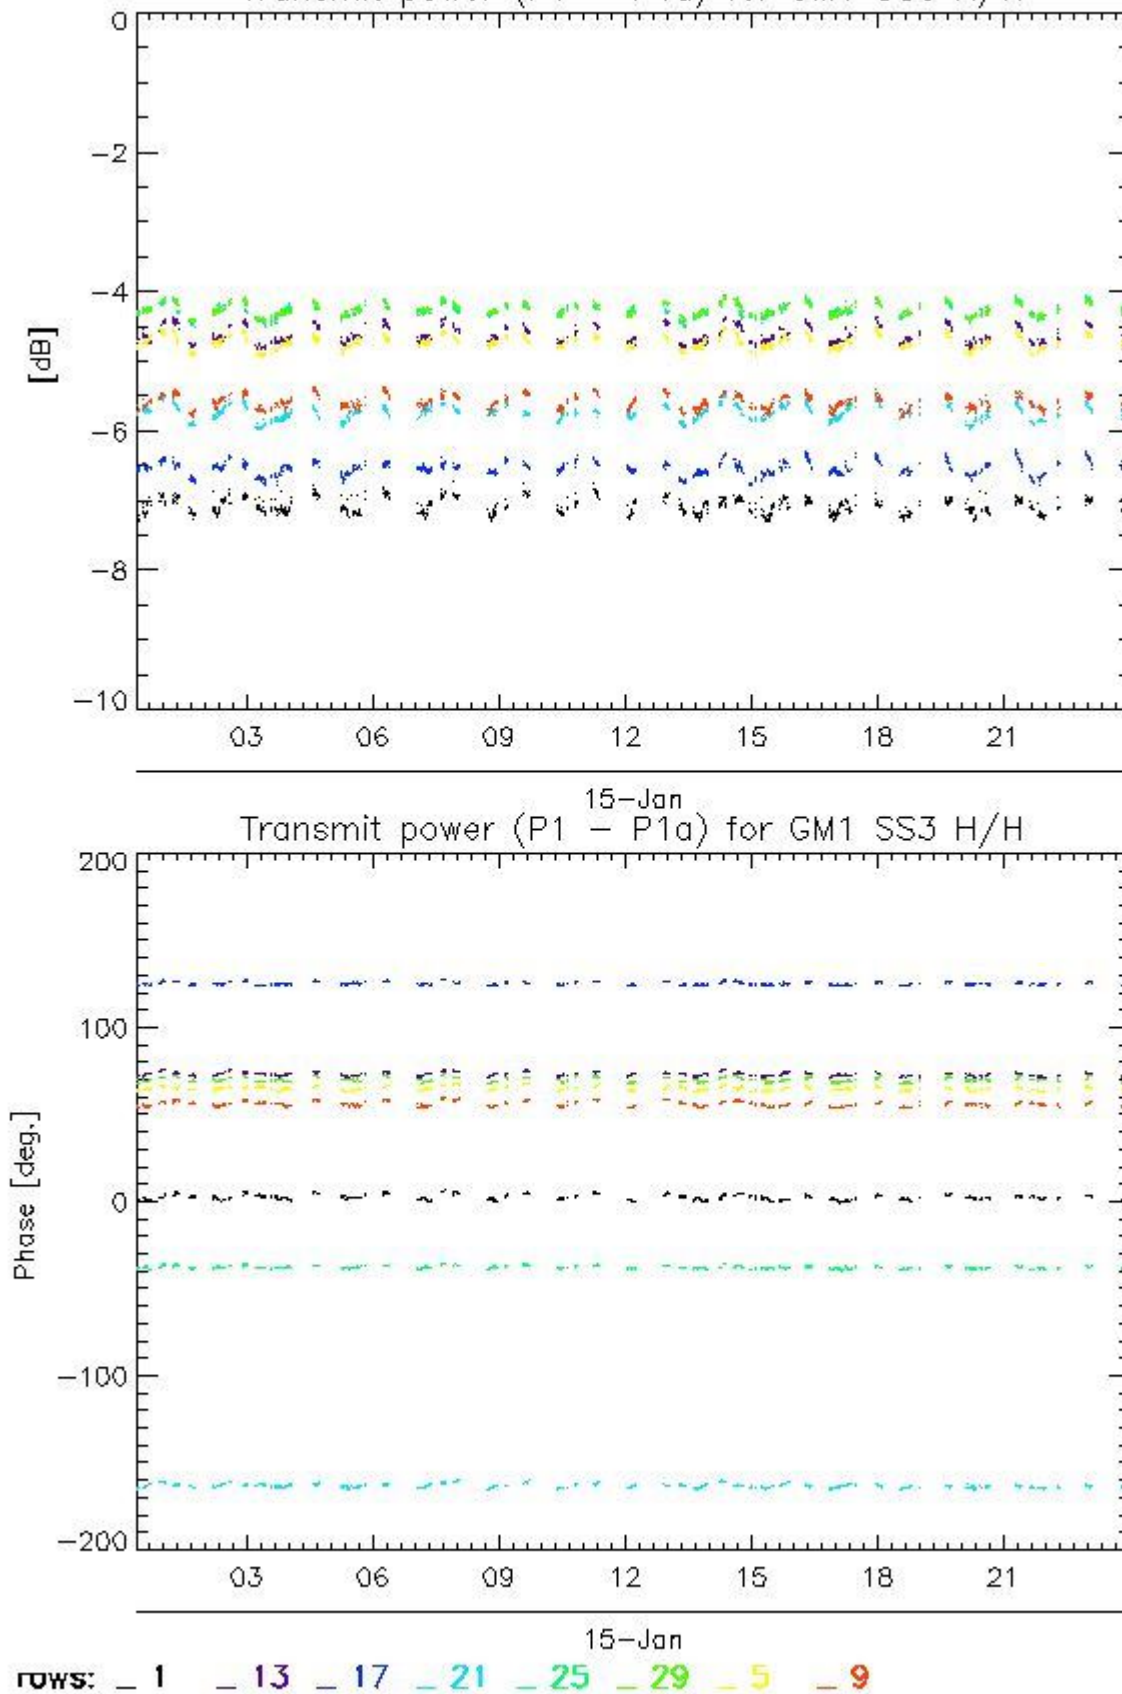 0
-2
-4
-6
-8
-10
[dB]
03 06 09 12 15 18 21
15-Jan
Transmit power (P1 - P1a) for GM1 SS3 H/H
200
100
0
-100
-200
Phase [deg.]
03 06 09 12 15 18 21
15-Jan
rows: _ 1 _ 13 _ 17 _ 21 _ 25 _ 29 _ 5 _ 9